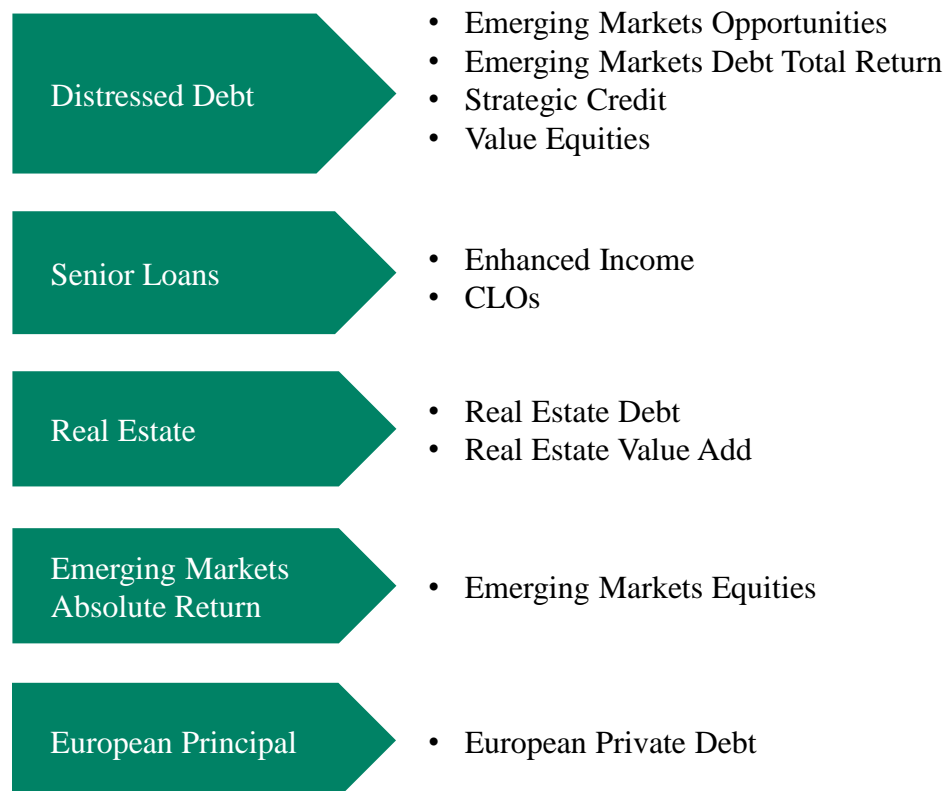 Distressed Debt
• Emerging Markets Opportunities
• Emerging Markets Debt Total Return
• Strategic Credit
• Value Equities
Senior Loans
• Enhanced Income
• CLOs
Real Estate
• Real Estate Debt
• Real Estate Value Add
Emerging Markets
Absolute Return
• Emerging Markets Equities
European Principal
• European Private Debt